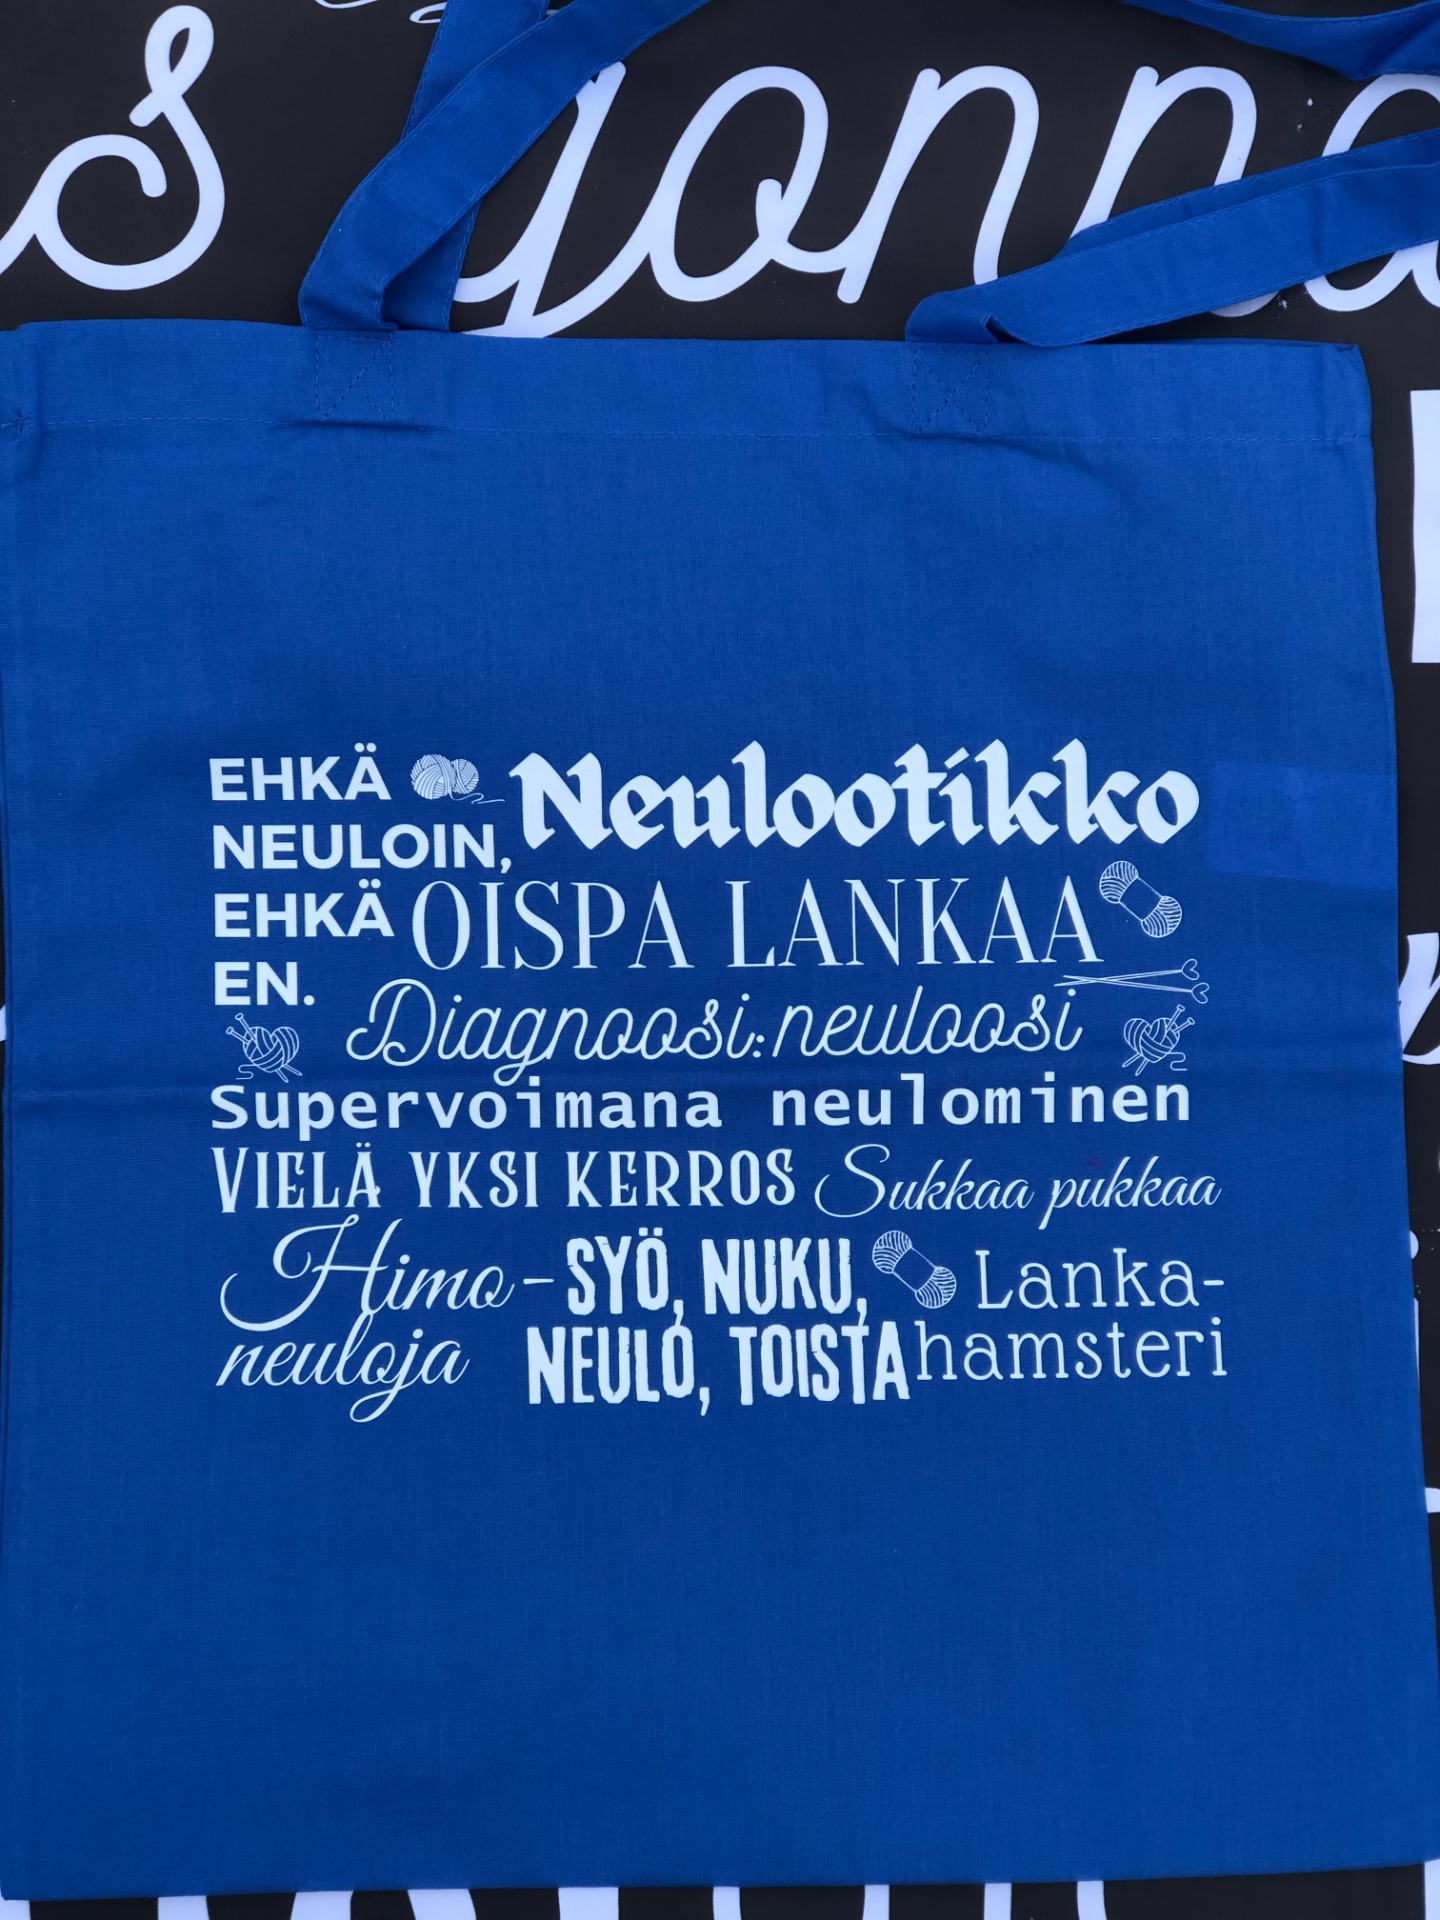 s gonna
EHKÄ
NEULOIN,
EHKÄ
EN.
Neulootikko
OISPA LANKAA
Diagnoosi: neuloosi
Supervoimana neulominen
VIELÄ YKSI KERROS
Sukkaa pukkaa
Himo-
neuloja
SYÖ, NUKU,
NEULO, TOISTA
Lanka-
hamsteri